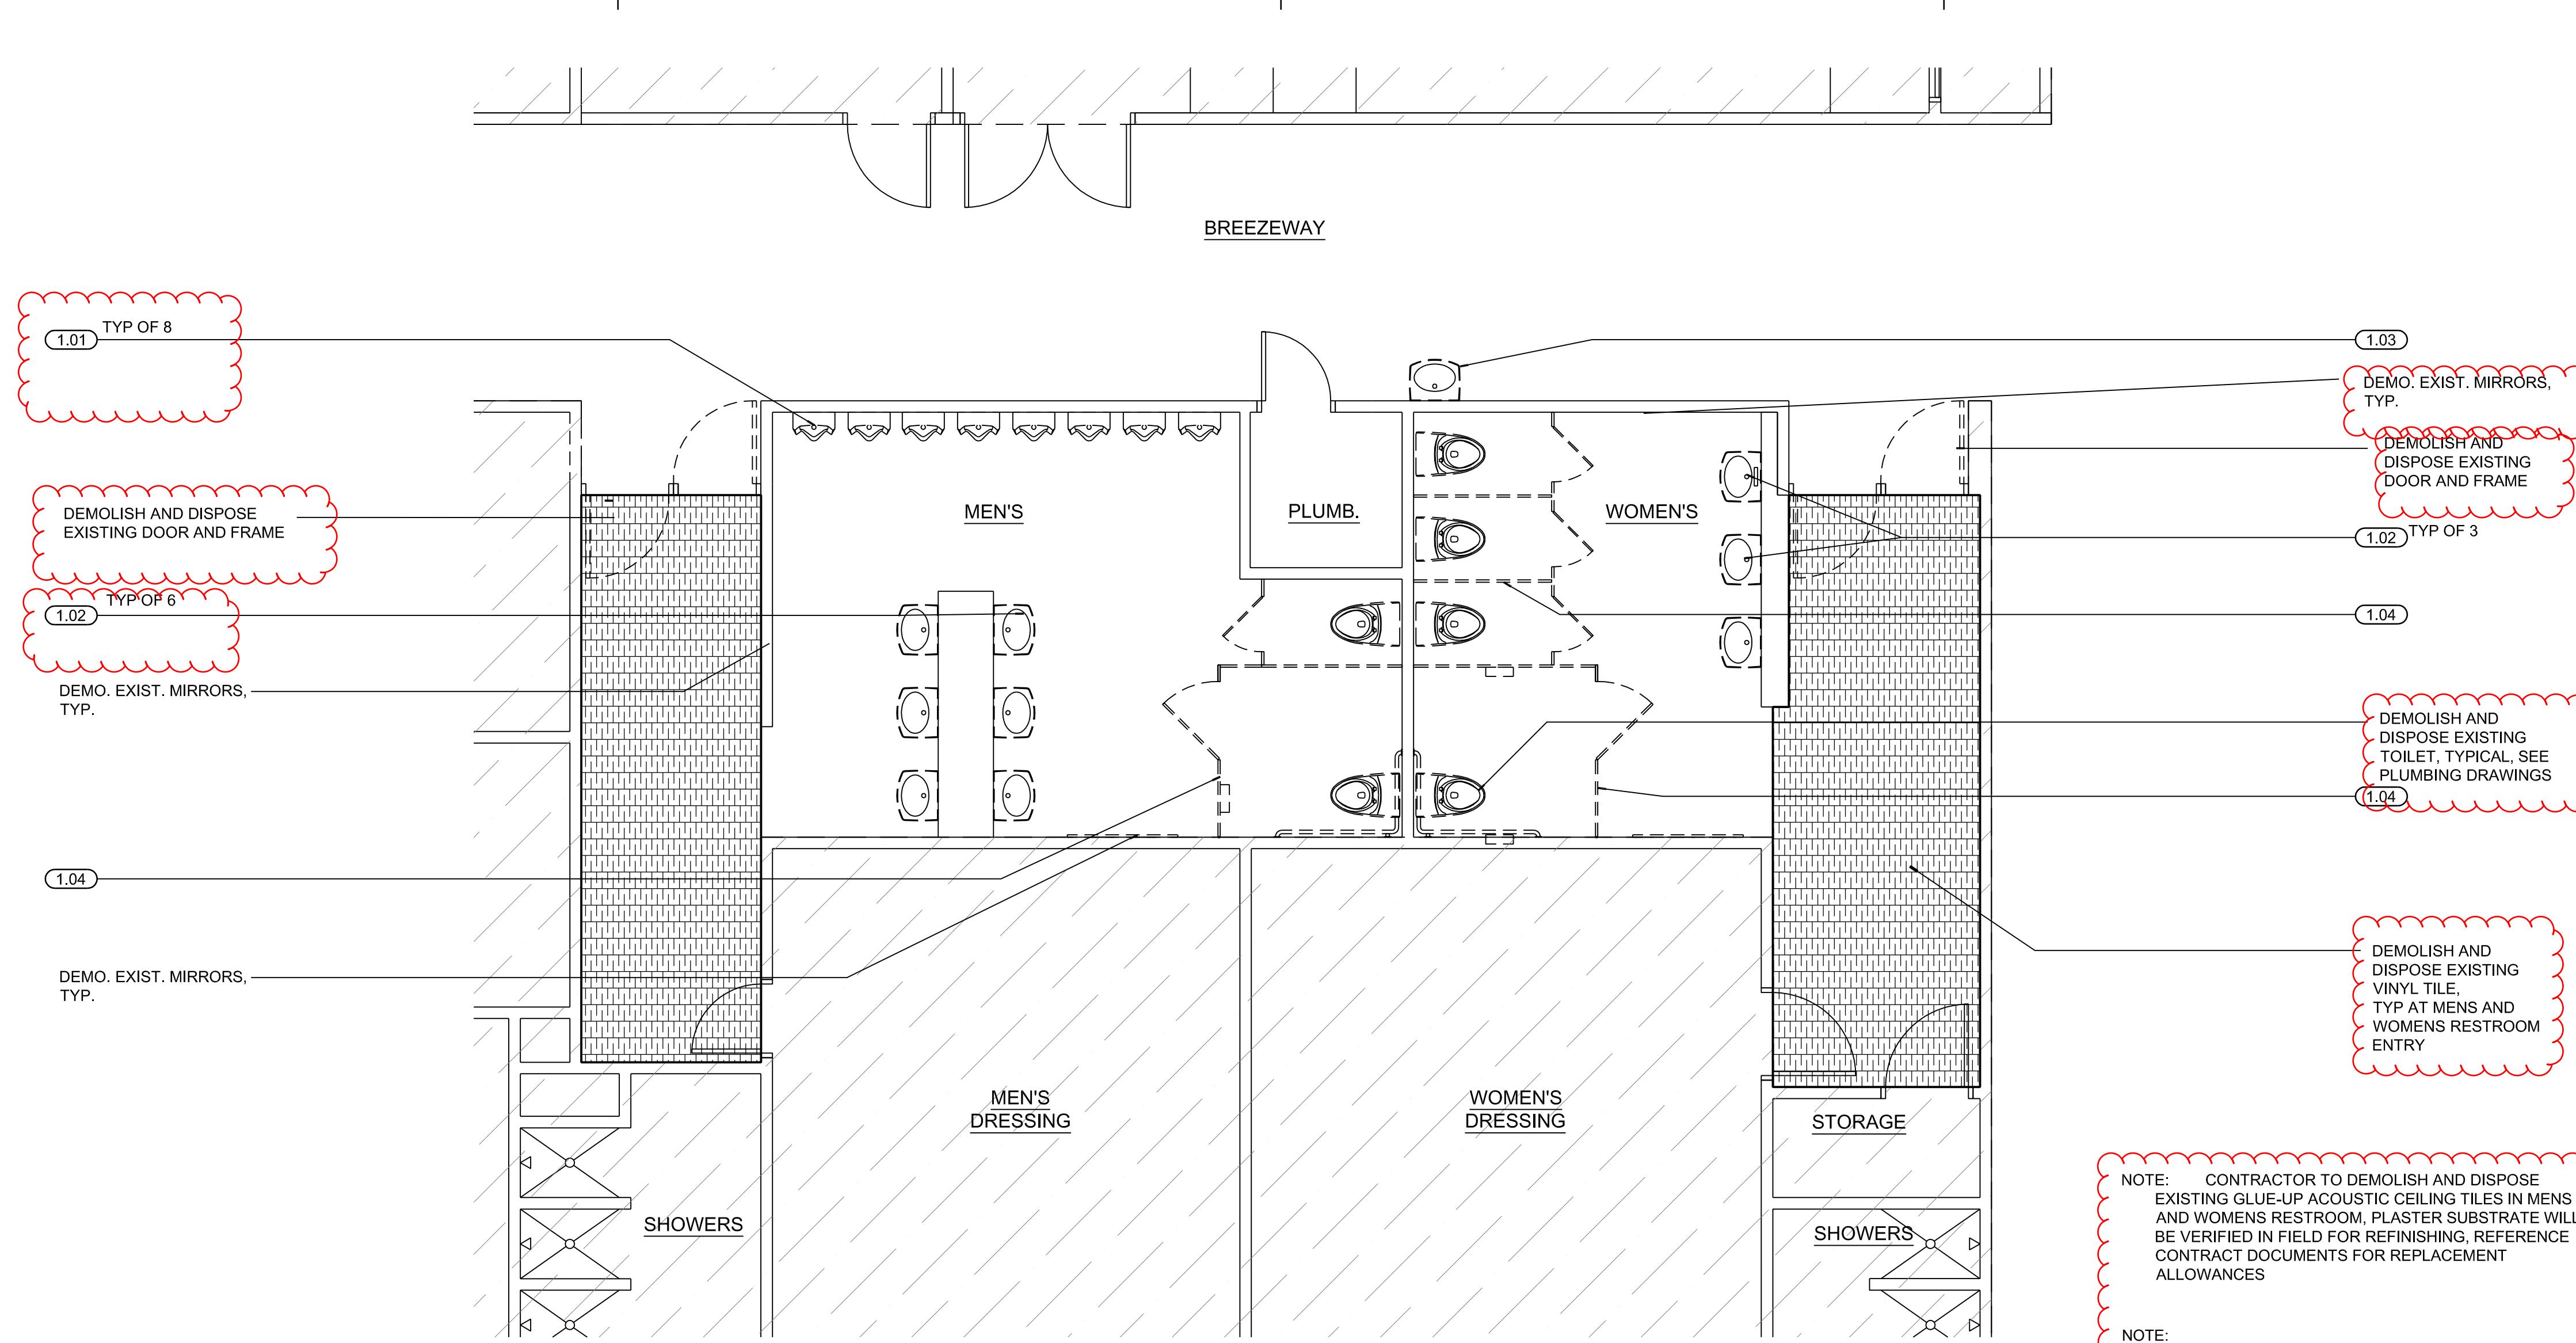 BREEZEWAY
TYP OF 8
1.01
1.03
DEMO. EXIST. MIRRORS,
TYP.
DEMOLISH AND
DISPOSE EXISTING
DOOR AND FRAME
DEMOLISH AND DISPOSE
EXISTING DOOR AND FRAME
MEN'S
PLUMB.
WOMEN'S
1.02
TYP OF 3
TYP OF 6
1.02
1.04
DEMO. EXIST. MIRRORS,
TYP.
DEMOLISH AND
DISPOSE EXISTING
TOILET, TYPICAL, SEE
PLUMBING DRAWINGS
1.04
1.04
DEMO. EXIST. MIRRORS,
TYP.
DEMOLISH AND
DISPOSE EXISTING
VINYL TILE,
TYP AT MENS AND
WOMENS RESTROOM
ENTRY
MEN'S
DRESSING
WOMEN'S
DRESSING
STORAGE
SHOWERS
SHOWERS
NOTE: CONTRACTOR TO DEMOLISH AND DISPOSE
EXISTING GLUE-UP ACOUSTIC CEILING TILES IN MENS
AND WOMENS RESTROOM, PLASTER SUBSTRATE WILL
BE VERIFIED IN FIELD FOR REFINISHING, REFERENCE
CONTRACT DOCUMENTS FOR REPLACEMENT
ALLOWANCES
NOTE: